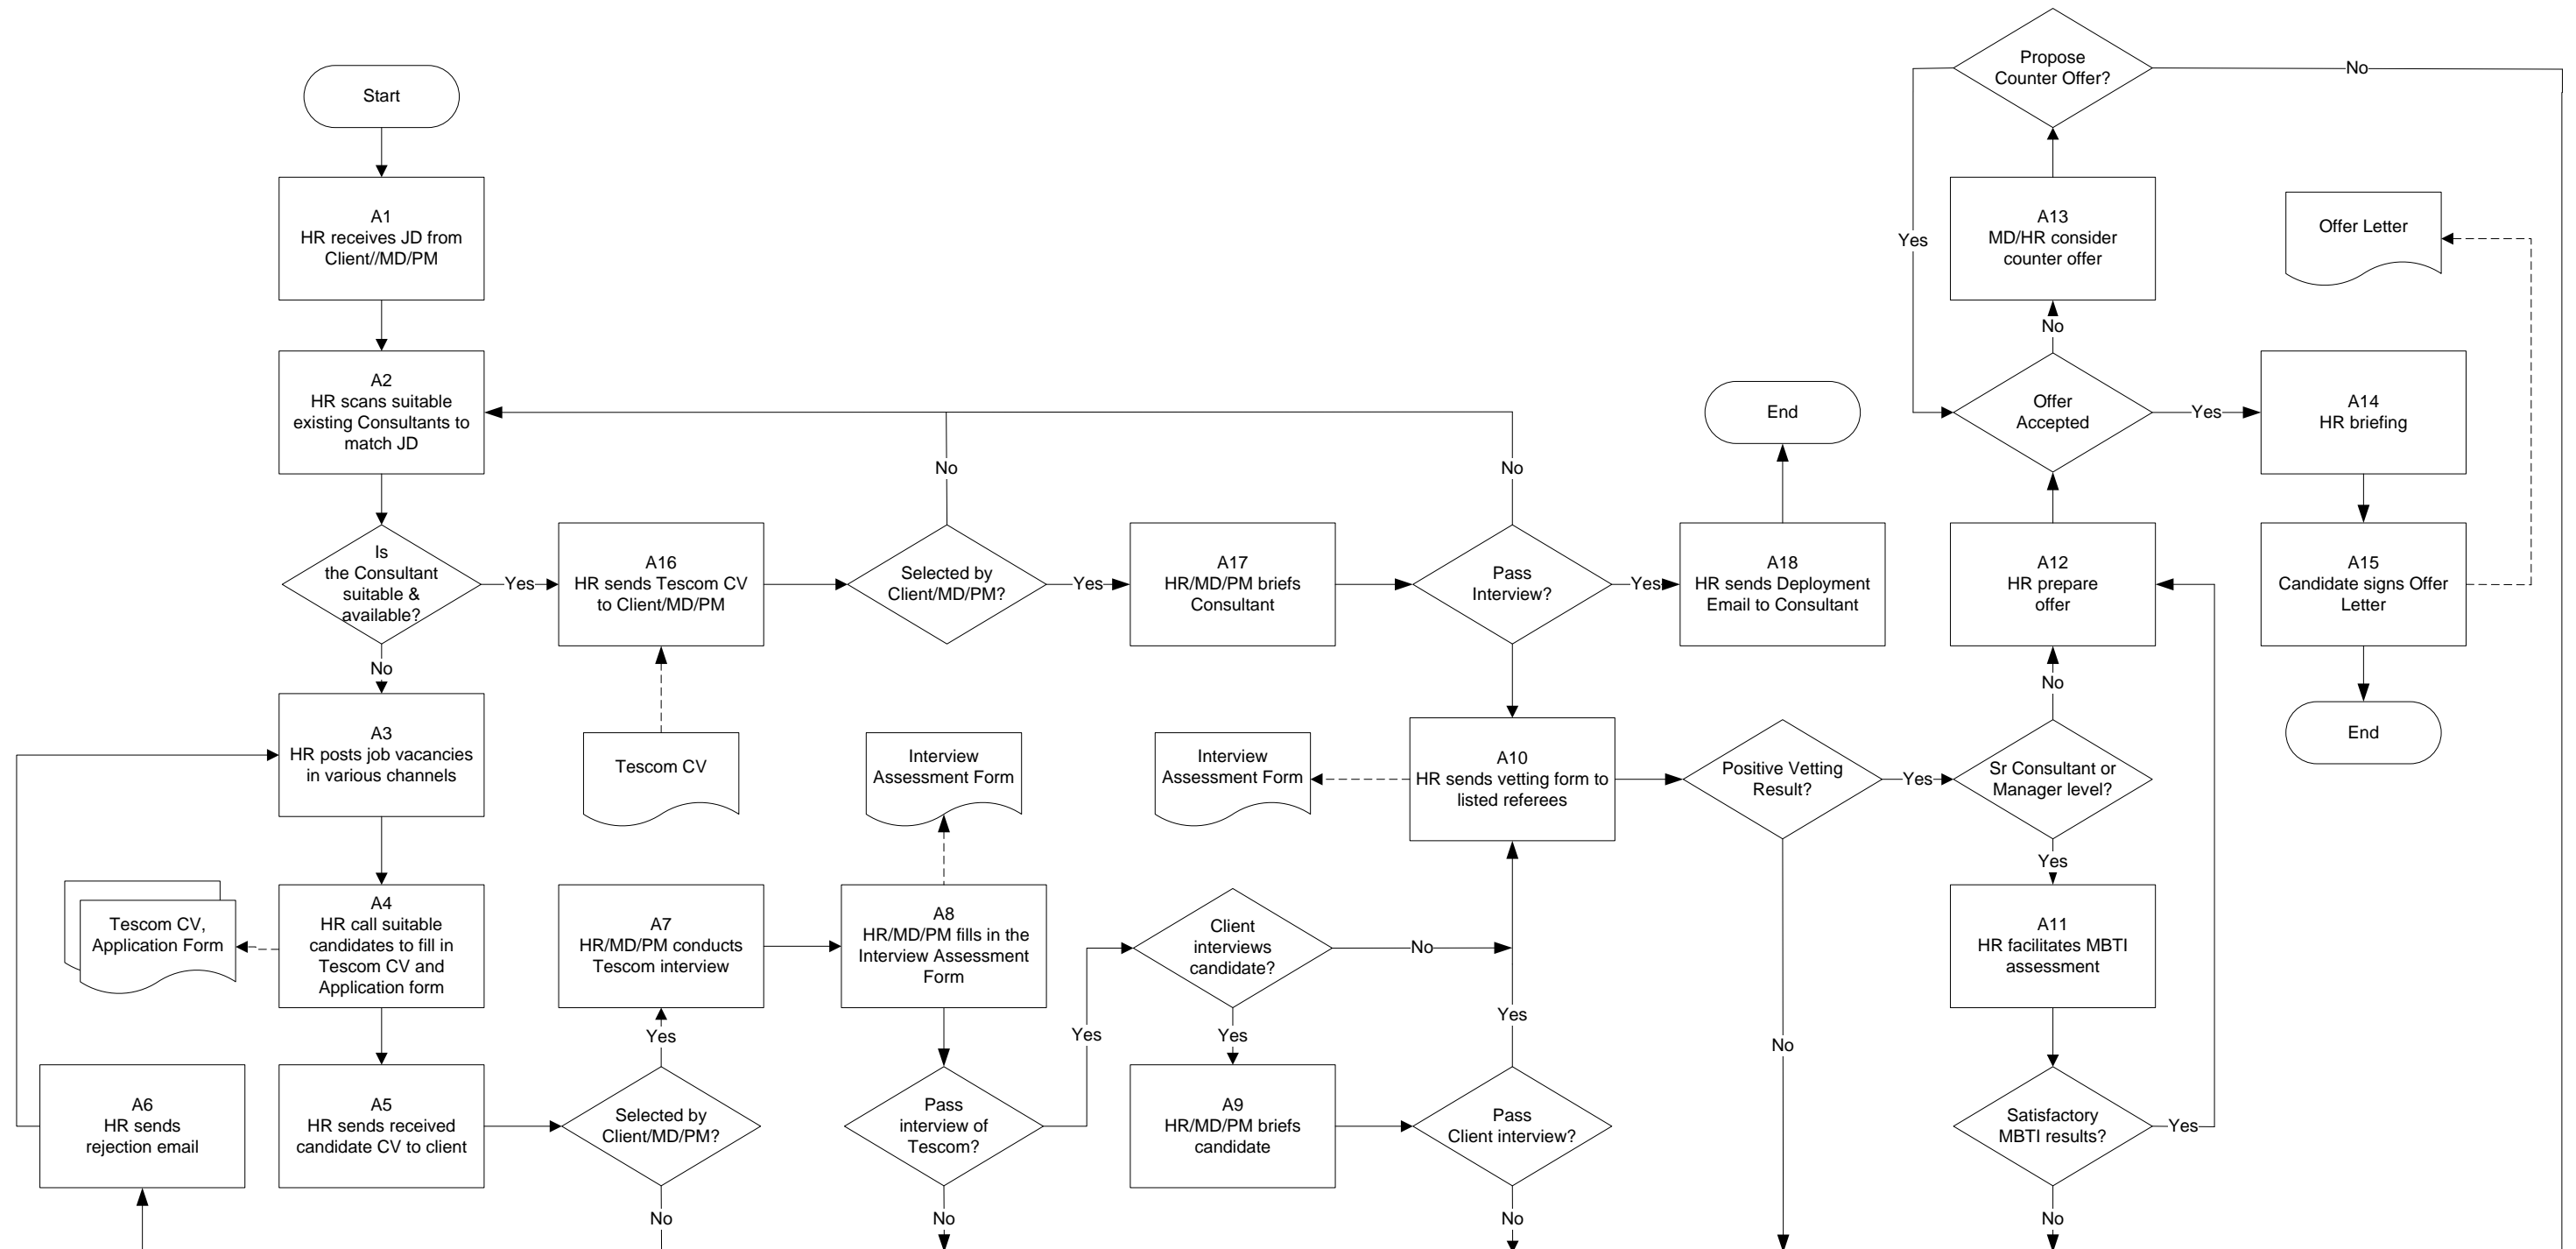 Start
A1
HR receives JD from
Client//MD/PM
A2
HR scans suitable
existing Consultants to
match JD
Is
the Consultant
suitable &
available?
Yes
No
A16
HR sends Tescom CV
to Client/MD/PM
Tescom CV
Selected by
Client/MD/PM?
No
Yes
A17
HR/MD/PM briefs
Consultant
Pass
Interview?
No
Yes
A18
HR sends Deployment
Email to Consultant
End
A3
HR posts job vacancies
in various channels
A4
HR call suitable
candidates to fill in
Tescom CV and
Application form
Tescom CV,
Application Form
A5
HR sends received
candidate CV to client
A6
HR sends
rejection email
Selected by
Client/MD/PM?
Yes
No
A7
HR/MD/PM conducts
Tescom interview
A8
HR/MD/PM fills in the
Interview Assessment
Form
Interview
Assessment Form
Pass
interview of
Tescom?
Yes
No
Client
interviews
candidate?
No
Yes
A9
HR/MD/PM briefs
candidate
Pass
Client interview?
Yes
No
A10
HR sends vetting form to
listed referees
Interview
Assessment Form
Positive Vetting
Result?
Yes
No
Sr Consultant or
Manager level?
No
Yes
A11
HR facilitates MBTI
assessment
Satisfactory
MBTI results?
Yes
No
A12
HR prepare
offer
Offer
Accepted
No
Yes
A13
MD/HR consider
counter offer
Propose
Counter Offer?
Yes
No
A14
HR briefing
A15
Candidate signs Offer
Letter
Offer Letter
End